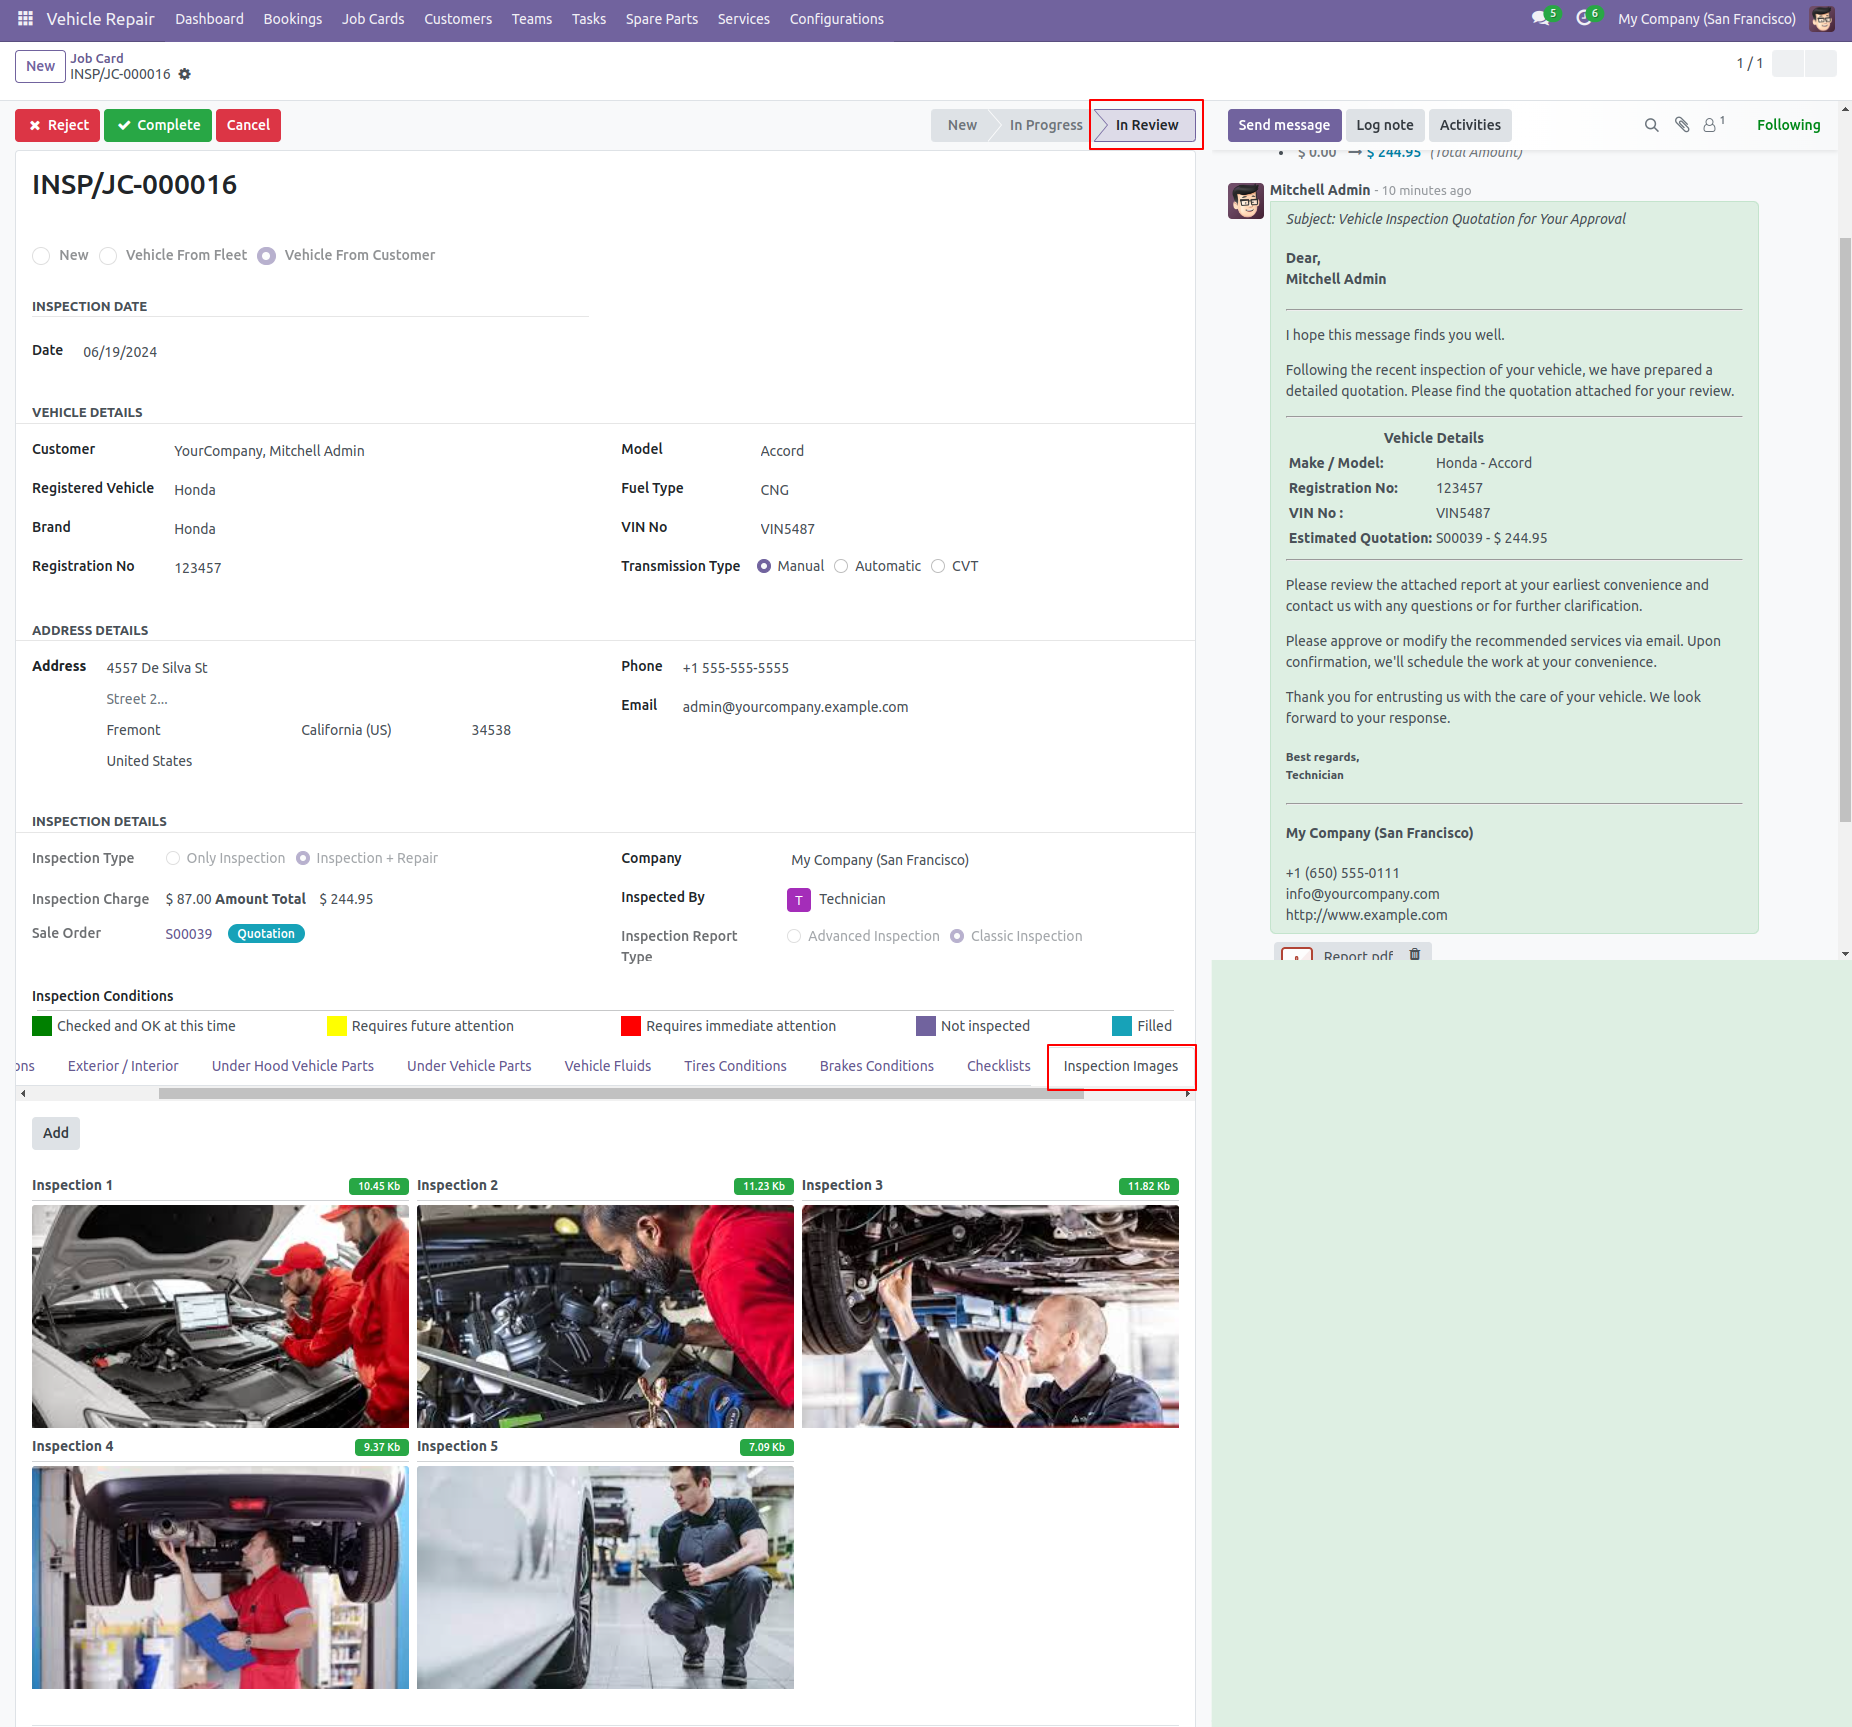 Vehicle Repair Dashboard Bookings Job Cards Customers Teams Tasks Spare Parts Services Configurations 5 6 My Company (San Francisco)
New Job Card
INSP/JC-000016
1 / 1
Reject Complete Cancel New In Progress In Review
Send message Log note Activities 1 Following
INSP/JC-000016
New Vehicle From Fleet Vehicle From Customer
INSPECTION DATE
Date 06/19/2024
VEHICLE DETAILS
Customer YourCompany, Mitchell Admin Model Accord
Registered Vehicle Honda Fuel Type CNG
Brand Honda VIN No VIN5487
Registration No 123457 Transmission Type Manual Automatic CVT
ADDRESS DETAILS
Address 4557 De Silva St Phone +1 555-555-5555
Street 2...
Email admin@yourcompany.example.com
Fremont California (US) 34538
United States
INSPECTION DETAILS
Inspection Type Only Inspection Inspection + Repair Company My Company (San Francisco)
Inspection Charge $ 87.00 Amount Total $ 244.95 Inspected By T Technician
Sale Order S00039 Quotation Inspection Report Type Advanced Inspection Classic Inspection
Inspection Conditions
Checked and OK at this time Requires future attention Requires immediate attention Not inspected Filled
ons Exterior / Interior Under Hood Vehicle Parts Under Vehicle Parts Vehicle Fluids Tires Conditions Brakes Conditions Checklists Inspection Images
Add
Inspection 1 10.45 Kb Inspection 2 11.23 Kb Inspection 3 11.82 Kb
Inspection 4 9.37 Kb Inspection 5 7.09 Kb
$ 0.00 → $ 244.95 (Total Amount)
Mitchell Admin - 10 minutes ago
Subject: Vehicle Inspection Quotation for Your Approval
Dear,
Mitchell Admin
I hope this message finds you well.
Following the recent inspection of your vehicle, we have prepared a
detailed quotation. Please find the quotation attached for your review.
Vehicle Details
Make / Model: Honda - Accord
Registration No: 123457
VIN No : VIN5487
Estimated Quotation: S00039 - $ 244.95
Please review the attached report at your earliest convenience and
contact us with any questions or for further clarification.
Please approve or modify the recommended services via email. Upon
confirmation, we'll schedule the work at your convenience.
Thank you for entrusting us with the care of your vehicle. We look
forward to your response.
Best regards,
Technician
My Company (San Francisco)
+1 (650) 555-0111
info@yourcompany.com
http://www.example.com
Report.pdf